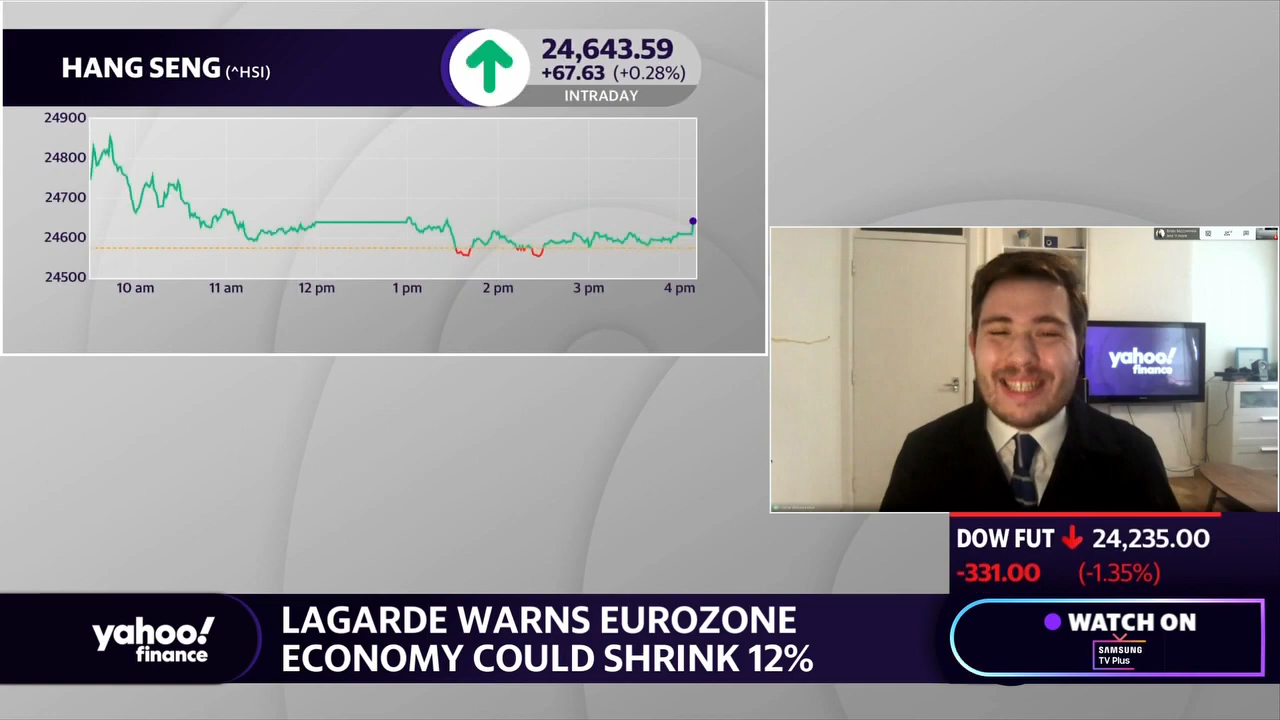 HANG SENG (^HSI)
24,643.59
+67.63 (+0.28%)
INTRADAY
24900
24800
24700
24600
24500
10 am 11 am 12 pm 1 pm 2 pm 3 pm 4 pm
yahoo!
finance
DOW FUT 24,235.00
-331.00 (-1.35%)
yahoo!
finance
LAGARDE WARNS EUROZONE
ECONOMY COULD SHRINK 12%
WATCH ON
SAMSUNG
TV Plus